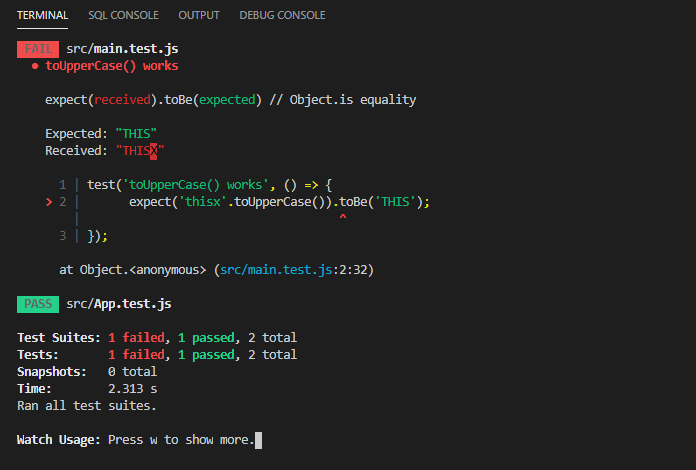 TERMINAL SQL CONSOLE OUTPUT DEBUG CONSOLE
FAIL src/main.test.js
● toUpperCase() works
expect(received).toBe(expected) // Object.is equality
Expected: "THIS"
Received: "THISX"
1 | test('toUpperCase() works', () => {
> 2 | expect('thisx'.toUpperCase()).toBe('THIS');
| ^
3 | });
at Object.<anonymous> (src/main.test.js:2:32)
PASS src/App.test.js
Test Suites: 1 failed, 1 passed, 2 total
Tests: 1 failed, 1 passed, 2 total
Snapshots: 0 total
Time: 2.313 s
Ran all test suites.
Watch Usage: Press w to show more.